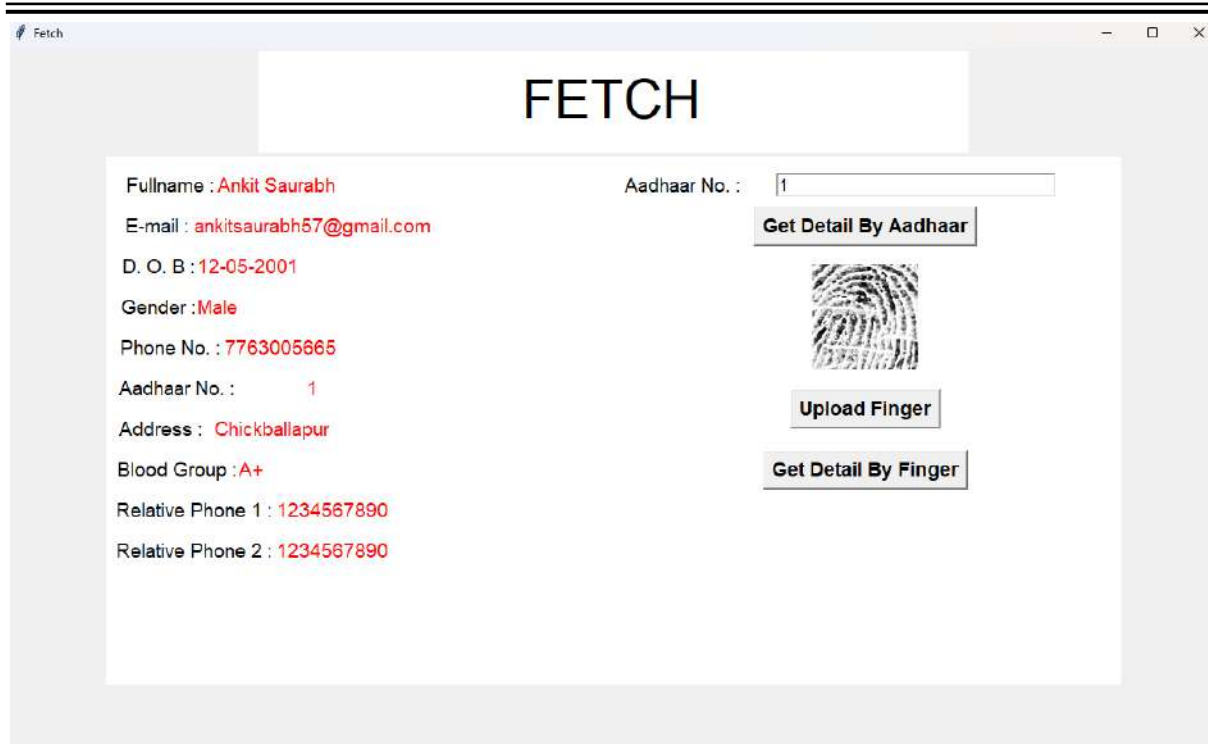 Fetch
FETCH
Fullname : Ankit Saurabh
E-mail : ankitsaurabh57@gmail.com
D. O. B : 12-05-2001
Gender : Male
Phone No. : 7763005665
Aadhaar No. : 1
Address : Chickballapur
Blood Group : A+
Relative Phone 1 : 1234567890
Relative Phone 2 : 1234567890
Aadhaar No. : 1
Get Detail By Aadhaar
Upload Finger
Get Detail By Finger